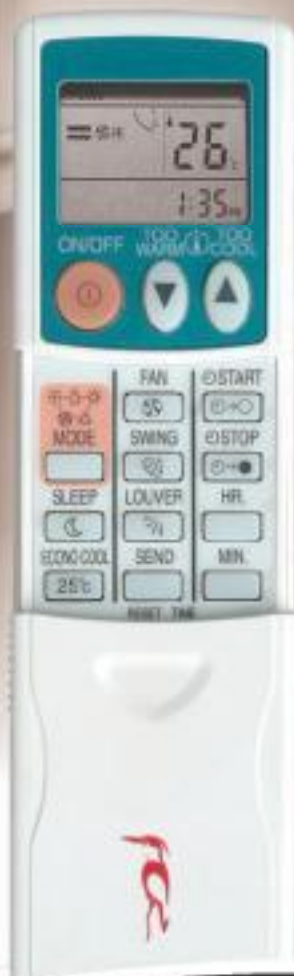 26
1:35
ON/OFF
TOO WARM
TOO COOL
FAN
START
MODE
SWING
STOP
SLEEP
LOUVER
HR.
ECONO COOL
SEND
MIN.
25℃
RESET TIME